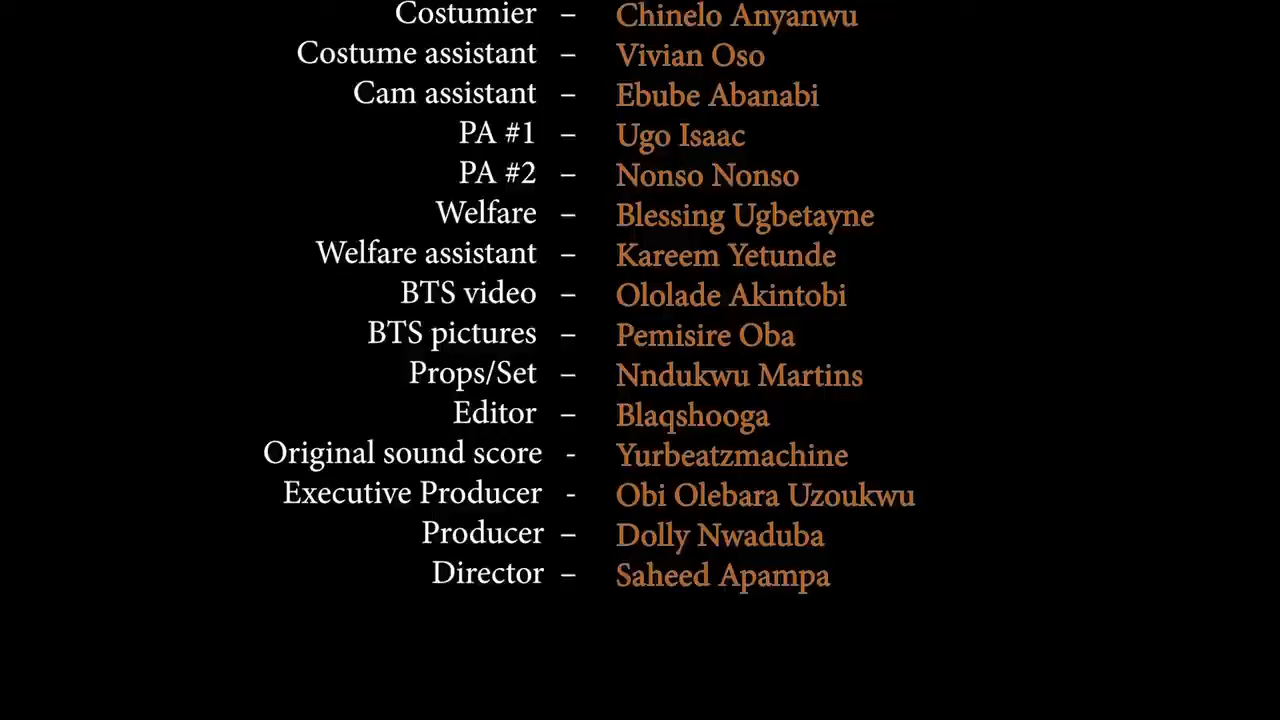 Costumier – Chinelo Anyanwu
Costume assistant – Vivian Oso
Cam assistant – Ebube Abanabi
PA #1 – Ugo Isaac
PA #2 – Nonso Nonso
Welfare – Blessing Ugbetayne
Welfare assistant – Kareem Yetunde
BTS video – Ololade Akintobi
BTS pictures – Pemisire Oba
Props/Set – Nndukwu Martins
Editor – Blaqshooga
Original sound score - Yurbeatzmachine
Executive Producer - Obi Olebara Uzoukwu
Producer – Dolly Nwaduba
Director – Saheed Apampa